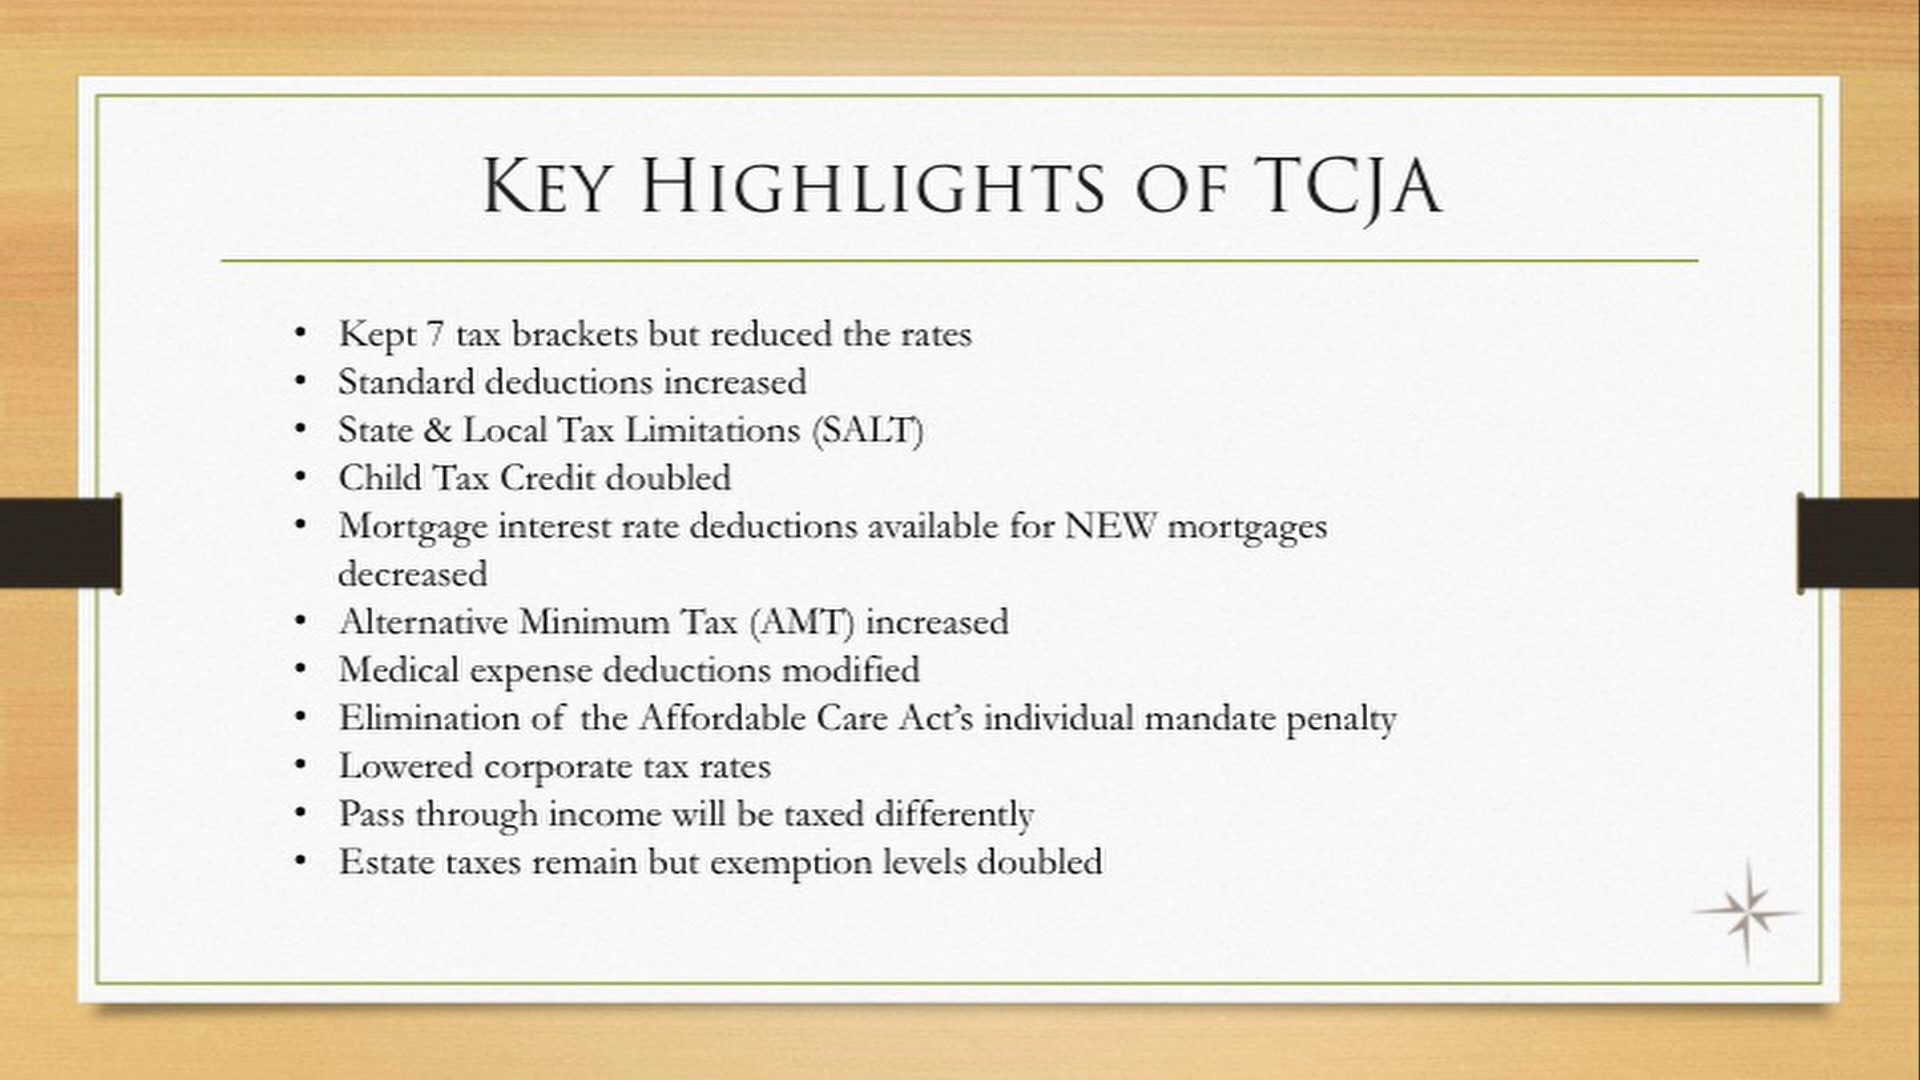 Key Highlights of TCJA
• Kept 7 tax brackets but reduced the rates
• Standard deductions increased
• State & Local Tax Limitations (SALT)
• Child Tax Credit doubled
• Mortgage interest rate deductions available for NEW mortgages
decreased
• Alternative Minimum Tax (AMT) increased
• Medical expense deductions modified
• Elimination of the Affordable Care Act’s individual mandate penalty
• Lowered corporate tax rates
• Pass through income will be taxed differently
• Estate taxes remain but exemption levels doubled